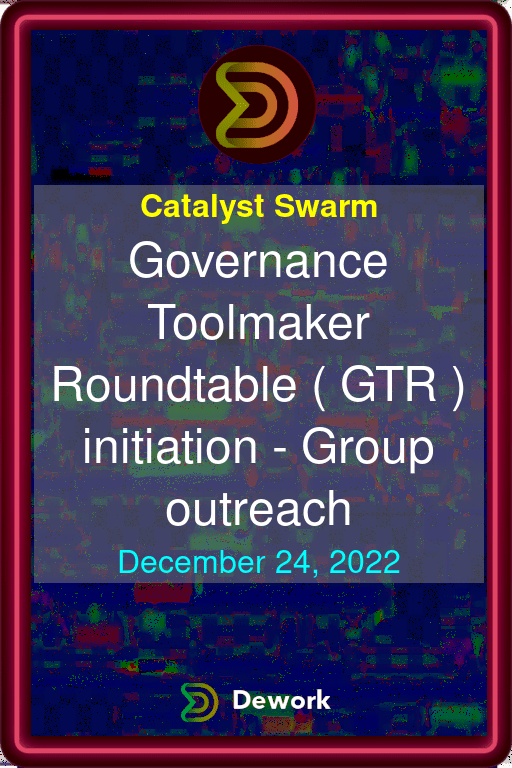 Catalyst Swarm
Governance
Toolmaker
Roundtable ( GTR )
initiation - Group
outreach
December 24, 2022
Dework